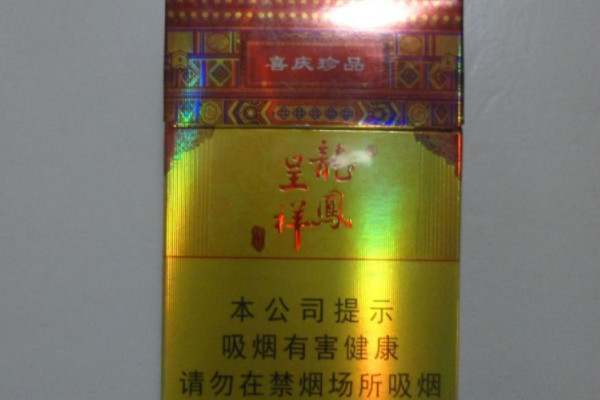 喜庆珍品
龍鳳
呈祥
本公司提示
吸烟有害健康
请勿在禁烟场所吸烟